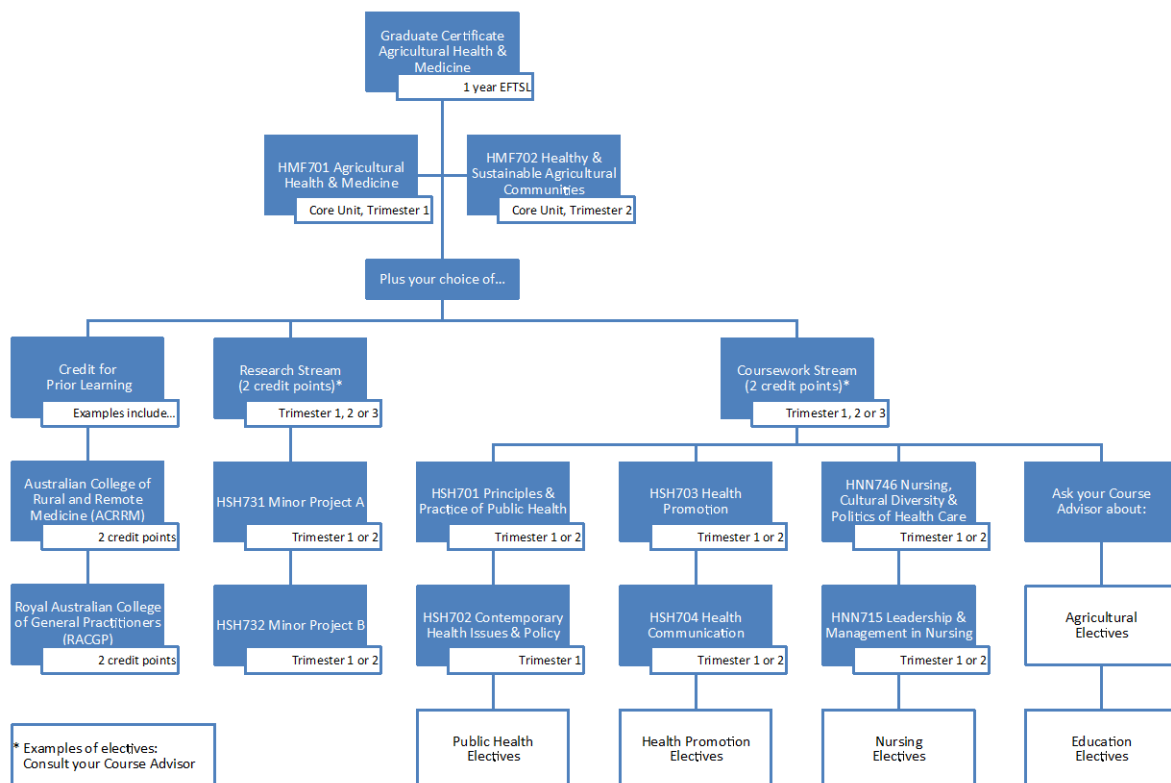 Graduate Certificate
Agricultural Health &
Medicine
1 year EFTSL
HMF701 Agricultural
Health & Medicine
Core Unit, Trimester 1
HMF702 Healthy &
Sustainable Agricultural
Communities
Core Unit, Trimester 2
Plus your choice of...
Credit for
Prior Learning
Examples include...
Australian College of
Rural and Remote
Medicine (ACRRM)
2 credit points
Royal Australian College
of General Practitioners
(RACGP)
2 credit points
Research Stream
(2 credit points)*
Trimester 1, 2 or 3
HSH731 Minor Project A
Trimester 1 or 2
HSH732 Minor Project B
Trimester 1 or 2
Coursework Stream
(2 credit points)*
Trimester 1, 2 or 3
HSH701 Principles &
Practice of Public Health
Trimester 1 or 2
HSH702 Contemporary
Health Issues & Policy
Trimester 1
Public Health
Electives
HSH703 Health
Promotion
Trimester 1 or 2
HSH704 Health
Communication
Trimester 1 or 2
Health Promotion
Electives
HNN746 Nursing,
Cultural Diversity &
Politics of Health Care
Trimester 1 or 2
HNN715 Leadership &
Management in Nursing
Trimester 1 or 2
Nursing
Electives
Ask your Course
Advisor about:
Agricultural
Electives
Education
Electives
* Examples of electives:
Consult your Course Advisor